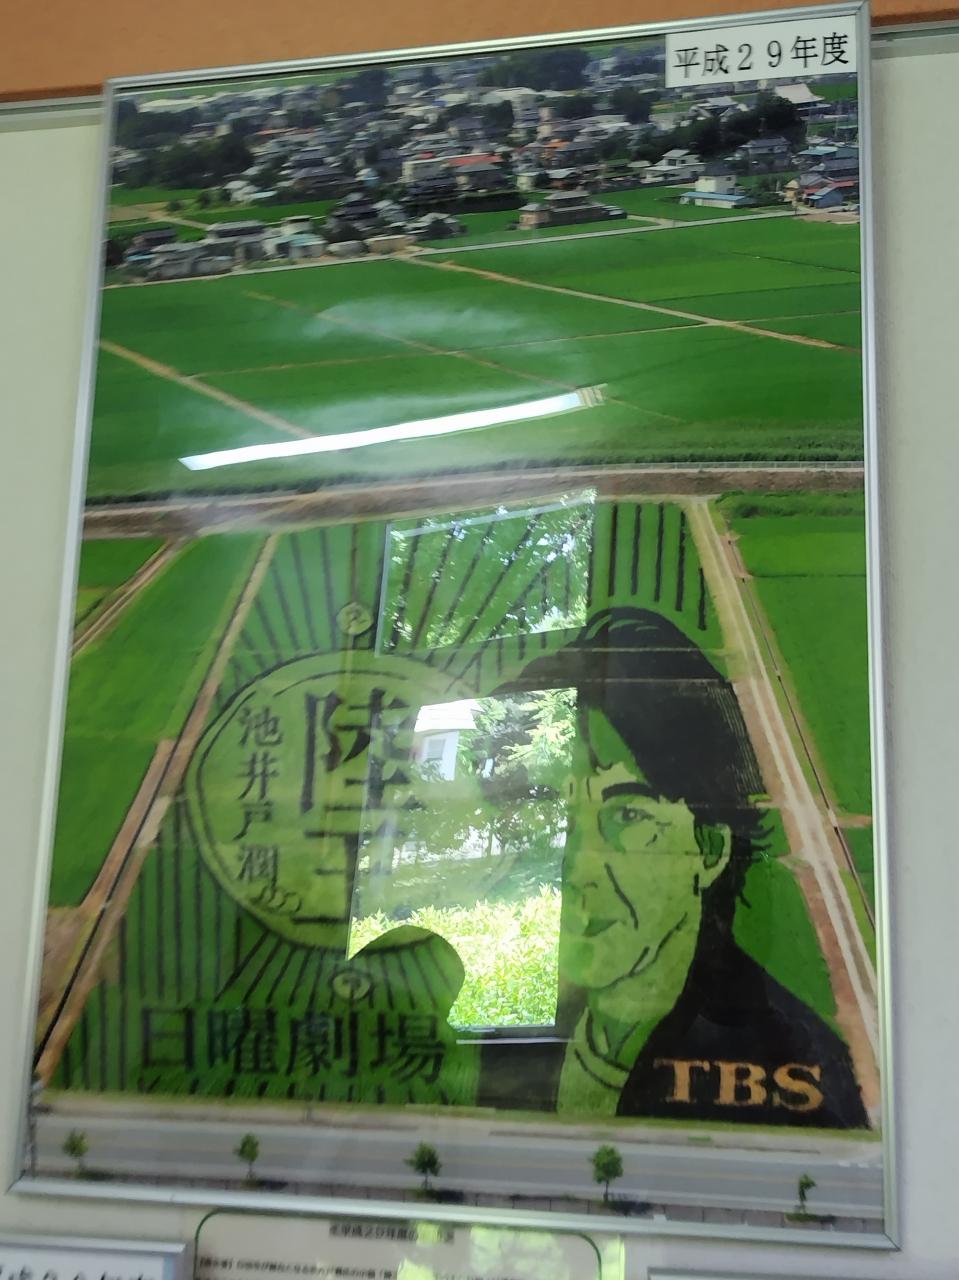 平成29年度
池井戸潤
陸王
日曜劇場
TBS